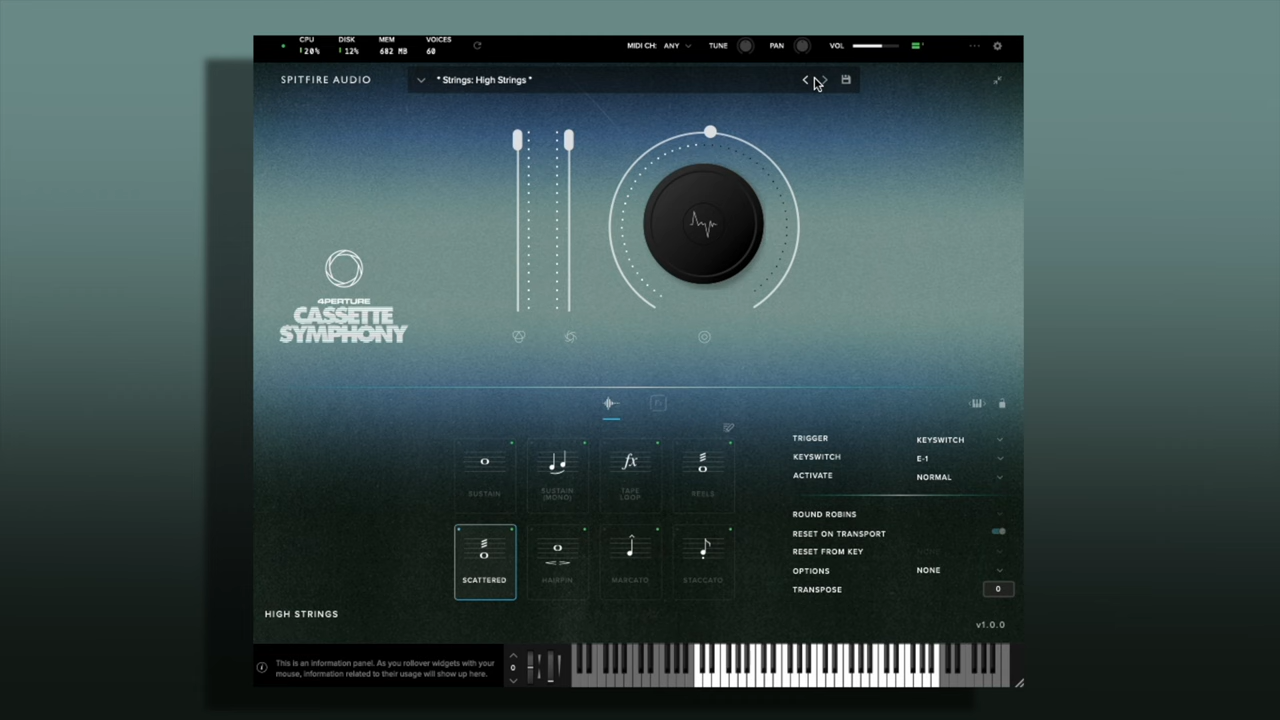 CPU DISK MEM VOICES
20% 12% 682 MB 60
MIDI CH: ANY TUNE PAN VOL
SPITFIRE AUDIO
* Strings: High Strings *
4PERTURE
CASSETTE
SYMPHONY
SUSTAIN
SUSTAIN
(MONO)
TAPE
LOOP
REELS
SCATTERED
HAIRPIN
MARCATO
STACCATO
fx
TRIGGER KEYSWITCH
KEYSWITCH E-1
ACTIVATE NORMAL
ROUND ROBINS
RESET ON TRANSPORT
RESET FROM KEY
OPTIONS NONE
TRANSPOSE 0
HIGH STRINGS
v1.0.0
This is an information panel. As you rollover widgets with your
mouse, information related to their usage will show up here.
0